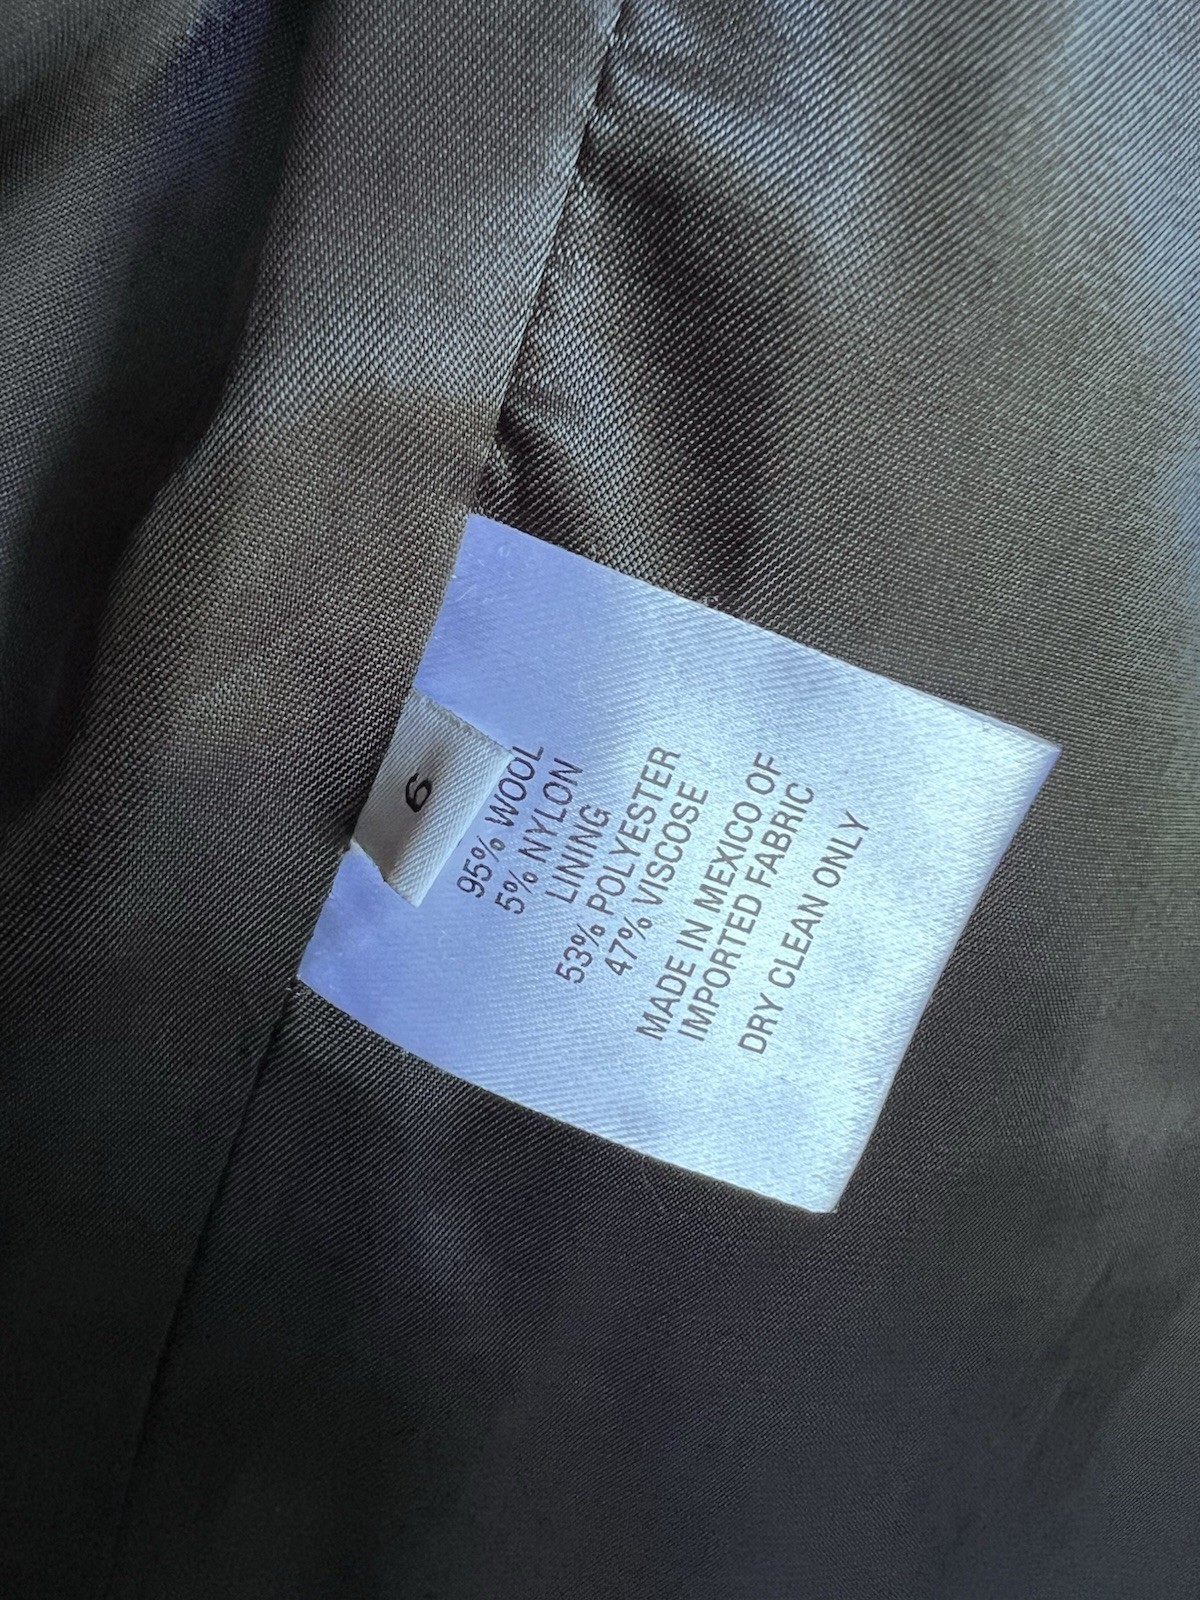 6
95% WOOL
5% NYLON
LINING
53% POLYESTER
47% VISCOSE
MADE IN MEXICO OF
IMPORTED FABRIC
DRY CLEAN ONLY